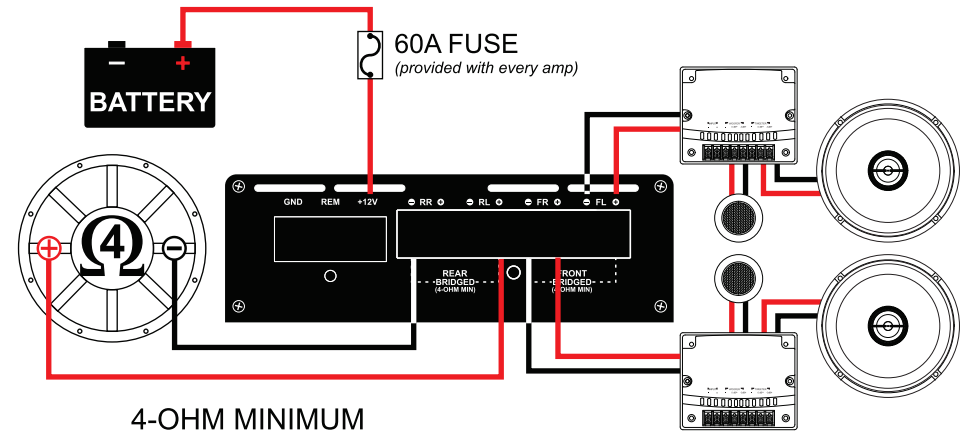 60A FUSE
(provided with every amp)
− +
BATTERY
GND REM +12V − RR + − RL + − FR + − FL +
+ 4Ω −
REAR BRIDGED (4-OHM MIN)
FRONT BRIDGED (4-OHM MIN)
4-OHM MINIMUM